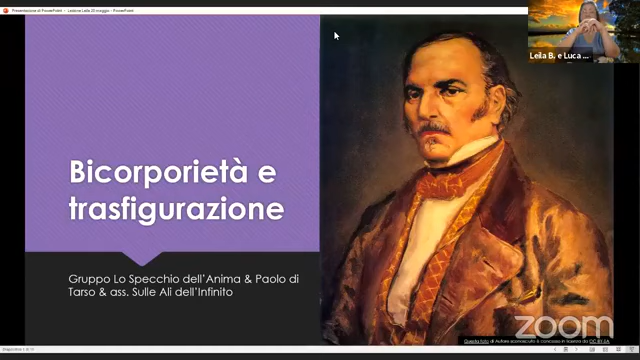 Presentazione di PowerPoint - Lezione Leila 20 maggio - PowerPoint
Leila B. e Luca ...
Bicorporietà e
trasfigurazione
Gruppo Lo Specchio dell'Anima & Paolo di
Tarso & ass. Sulle Ali dell'Infinito
zoom
Questa foto di Autore sconosciuto è concesso in licenza da CC BY-SA